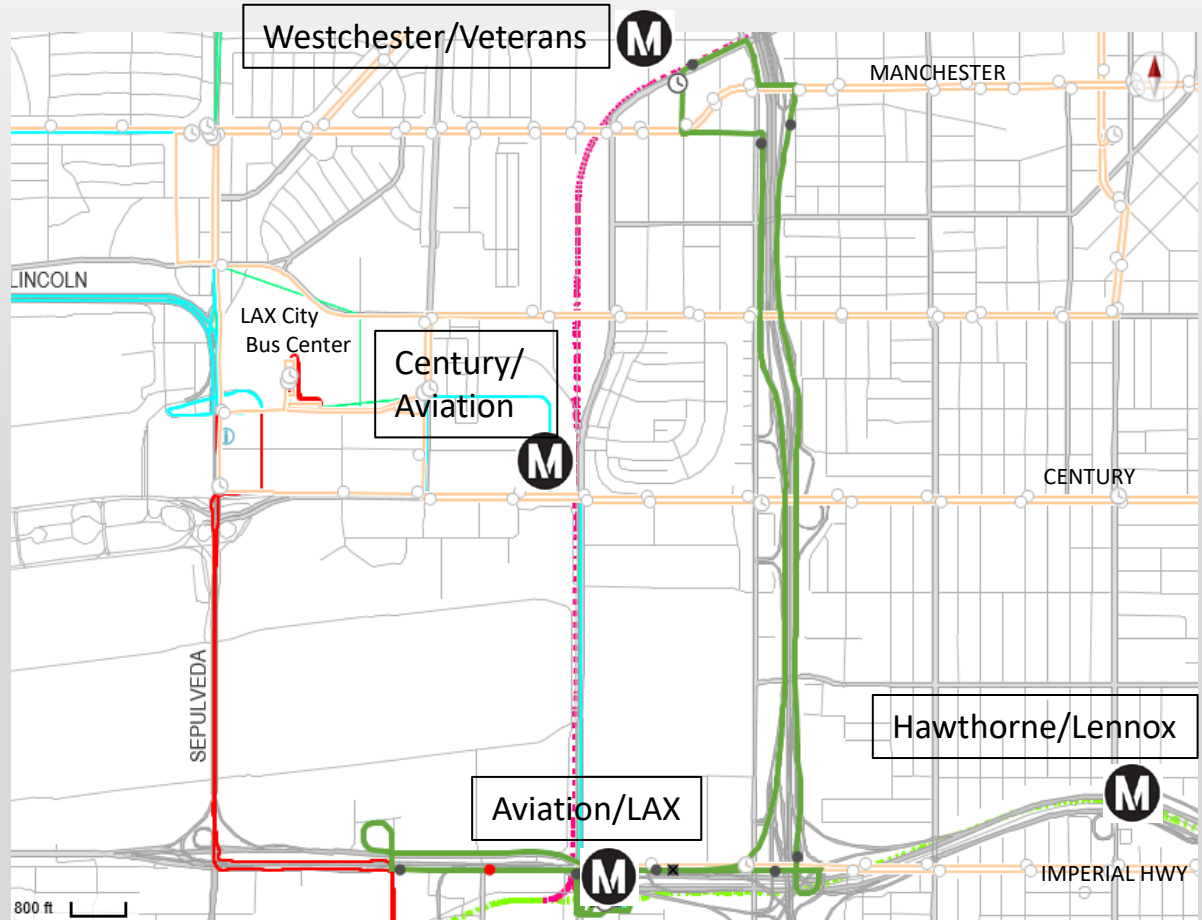 Westchester/Veterans
M
MANCHESTER
LINCOLN
LAX City
Bus Center
Century/
Aviation
M
CENTURY
SEPULVEDA
Hawthorne/Lennox
M
Aviation/LAX
M
IMPERIAL HWY
800 ft